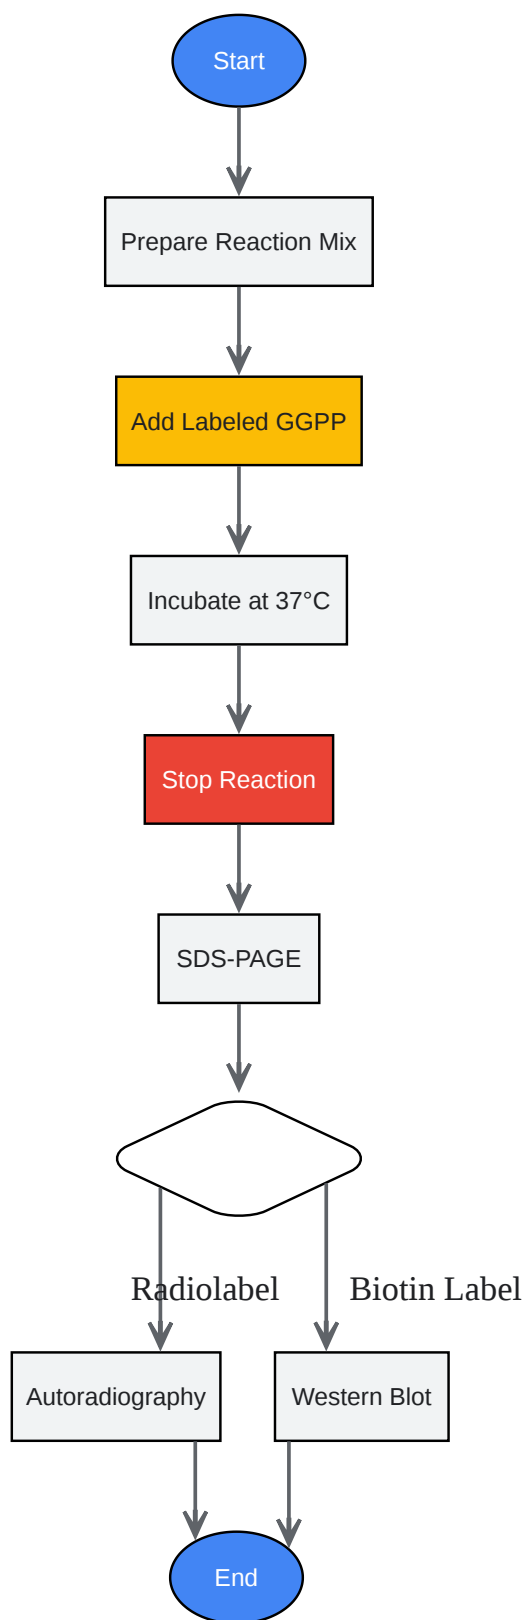 Start
Prepare Reaction Mix
Add Labeled GGPP
Incubate at 37°C
Stop Reaction
SDS-PAGE
Radiolabel
Biotin Label
Autoradiography
Western Blot
End